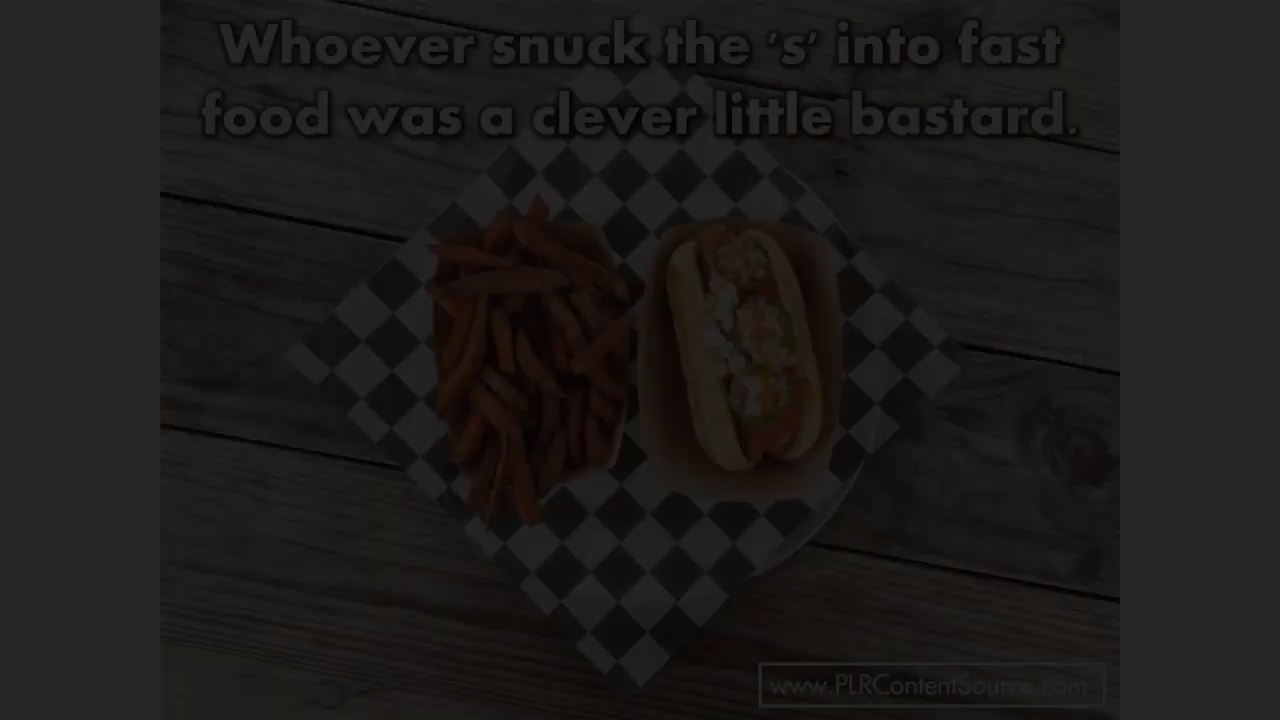 Whoever snuck the 's' into fast
food was a clever little bastard.
www.PLRContentSource.com